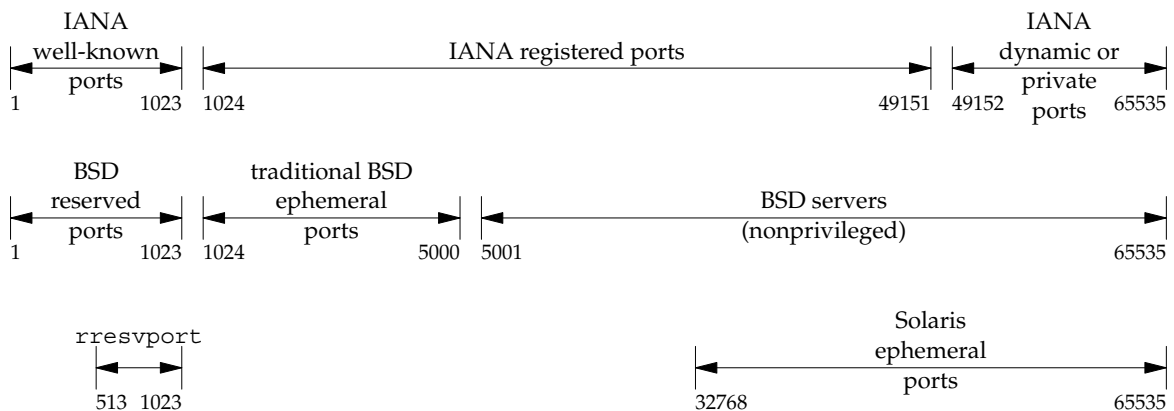 IANA
well-known
ports
IANA registered ports
IANA
dynamic or
private
ports
1
1023
1024
49151
49152
65535
BSD
reserved
ports
traditional BSD
ephemeral
ports
BSD servers
(nonprivileged)
1
1023
1024
5000
5001
65535
rresvport
513
1023
Solaris
ephemeral
ports
32768
65535